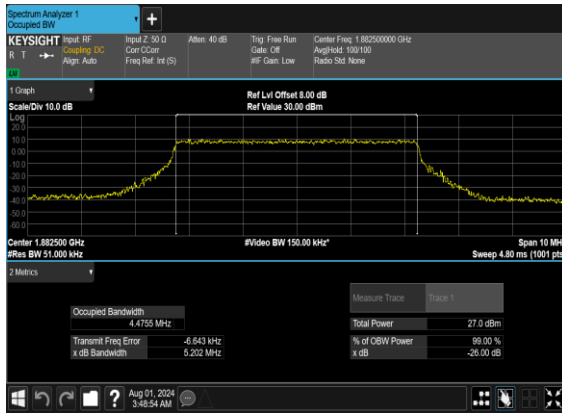 Spectrum Analyzer 1
Occupied BW
KEYSIGHT Input: RF Input Z: 50 Ω Atten: 40 dB Trig: Free Run Center Freq: 1.882500000 GHz
R T Coupling: DC Corr CCorr Gate: Off Avg|Hold: 100/100
Align: Auto Freq Ref: Int (S) #IF Gain: Low Radio Std: None
1 Graph
Ref Lvl Offset 8.00 dB
Scale/Div 10.0 dB Ref Value 30.00 dBm
Log
20.0
10.0
0.00
-10.0
-20.0
-30.0
-40.0
-50.0
-60.0
Center 1.882500 GHz #Video BW 150.00 kHz* Span 10 MH
#Res BW 51.000 kHz Sweep 4.80 ms (1001 pts
2 Metrics
Measure Trace Trace 1
Occupied Bandwidth
4.4755 MHz Total Power 27.0 dBm
Transmit Freq Error -6.643 kHz % of OBW Power 99.00 %
x dB Bandwidth 5.202 MHz x dB -26.00 dB
Aug 01, 2024
3:48:54 AM